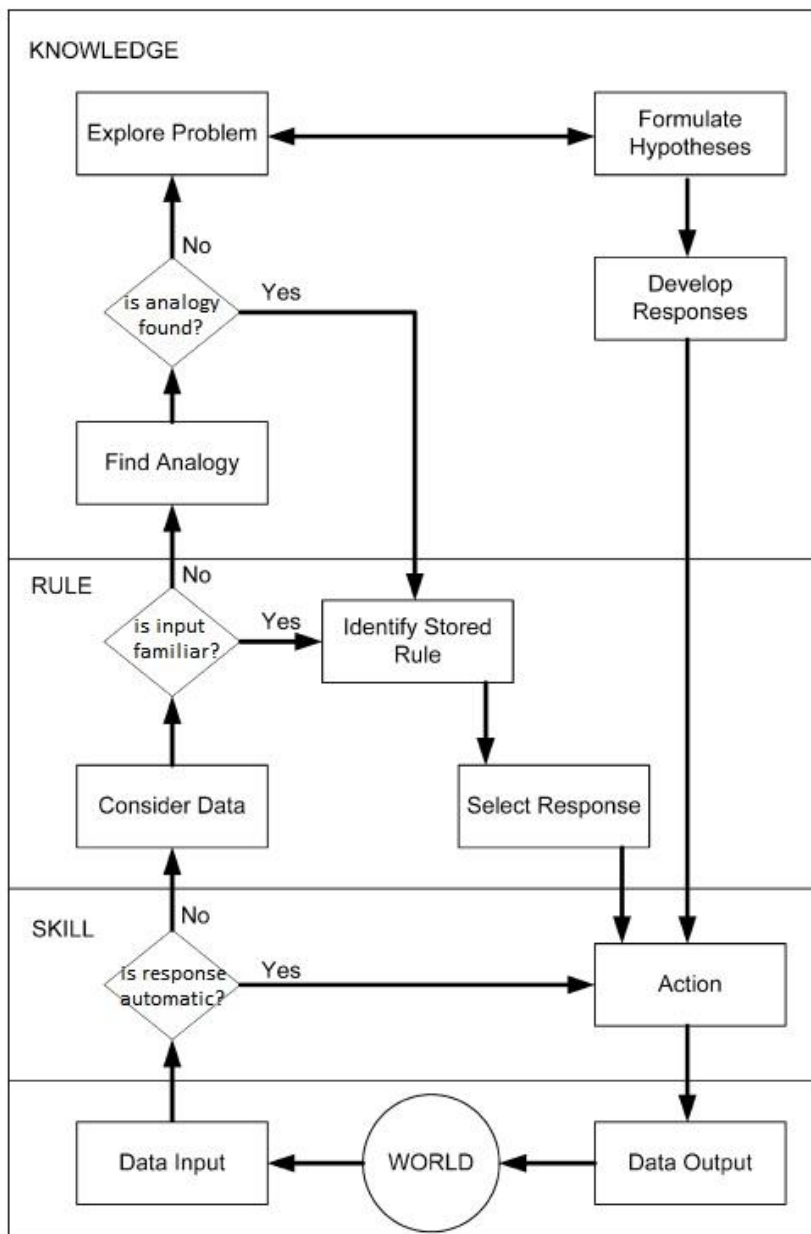 KNOWLEDGE
Explore Problem
Formulate
Hypotheses
No
is analogy
found?
Yes
Develop
Responses
Find Analogy
RULE
No
is input
familiar?
Yes
Identify Stored
Rule
Consider Data
Select Response
SKILL
No
is response
automatic?
Yes
Action
Data Input
WORLD
Data Output